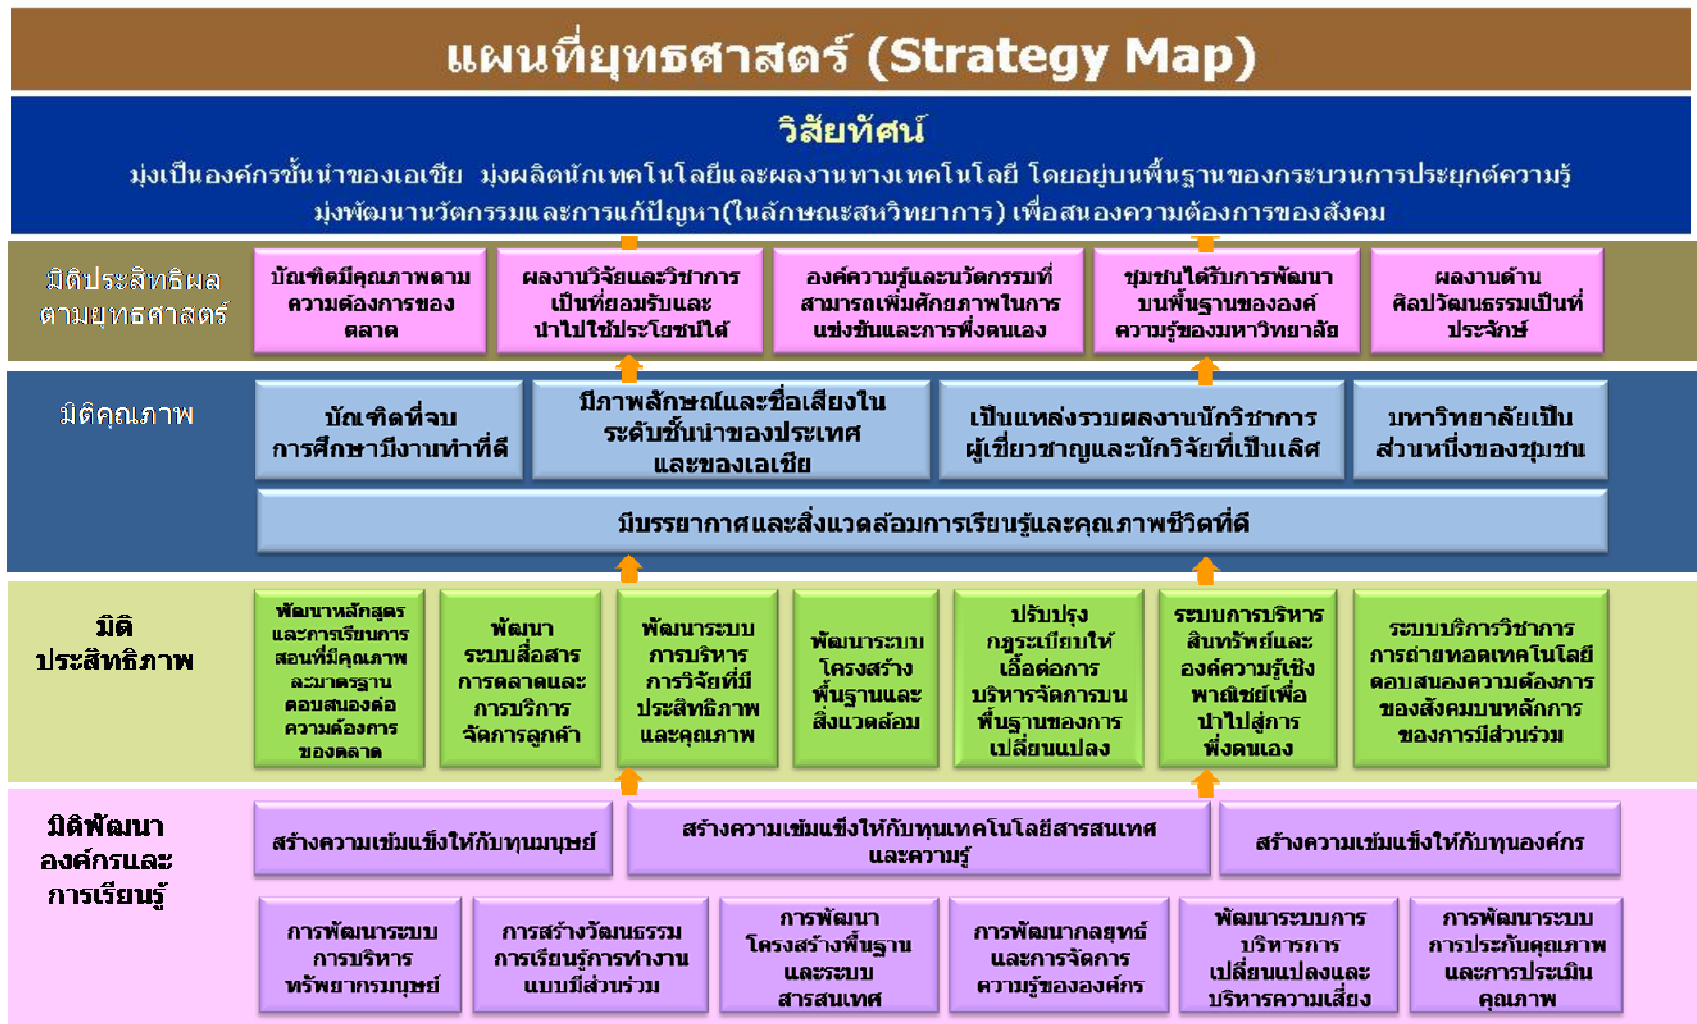 แผนที่ยุทธศาสตร์ (Strategy Map)
วิสัยทัศน์
มุ่งเป็นองค์กรชั้นนำของเอเชีย มุ่งผลิตนักเทคโนโลยีและผลงานทางเทคโนโลยี โดยอยู่บนพื้นฐานของกระบวนการประยุกต์ความรู้
มุ่งพัฒนานวัตกรรมและการแก้ปัญหา(ในลักษณะสหวิทยาการ) เพื่อสนองความต้องการของสังคม
มิติประสิทธิผล
ตามยุทธศาสตร์
บัณฑิตมีคุณภาพตาม
ความต้องการของ
ตลาด
ผลงานวิจัยและวิชาการ
เป็นที่ยอมรับและ
นำไปใช้ประโยชน์ได้
องค์ความรู้และนวัตกรรมที่
สามารถเพิ่มศักยภาพในการ
แข่งขันและการพึ่งตนเอง
ชุมชนได้รับการพัฒนา
บนพื้นฐานขององค์
ความรู้ของมหาวิทยาลัย
ผลงานด้าน
ศิลปวัฒนธรรมเป็นที่
ประจักษ์
มิติคุณภาพ
บัณฑิตที่จบ
การศึกษามีงานทำที่ดี
มีภาพลักษณ์และชื่อเสียงใน
ระดับชั้นนำของประเทศ
และของเอเชีย
เป็นแหล่งรวมผลงานนักวิชาการ
ผู้เชี่ยวชาญและนักวิจัยที่เป็นเลิศ
มหาวิทยาลัยเป็น
ส่วนหนึ่งของชุมชน
มีบรรยากาศและสิ่งแวดล้อมการเรียนรู้และคุณภาพชีวิตที่ดี
มิติ
ประสิทธิภาพ
พัฒนาหลักสูตร
และการเรียนการ
สอนที่มีคุณภาพ
ละมาตรฐาน
ตอบสนองต่อ
ความต้องการ
ของตลาด
พัฒนา
ระบบสื่อสาร
การตลาดและ
การบริการ
จัดการลูกค้า
พัฒนาระบบ
การบริหาร
การวิจัยที่มี
ประสิทธิภาพ
และคุณภาพ
พัฒนาระบบ
โครงสร้าง
พื้นฐานและ
สิ่งแวดล้อม
ปรับปรุง
กฎระเบียบให้
เอื้อต่อการ
บริหารจัดการบน
พื้นฐานของการ
เปลี่ยนแปลง
ระบบการบริหาร
สินทรัพย์และ
องค์ความรู้เชิง
พาณิชย์เพื่อ
นำไปสู่การ
พึ่งตนเอง
ระบบบริการวิชาการ
การถ่ายทอดเทคโนโลยี
ตอบสนองความต้องการ
ของสังคมบนหลักการ
ของการมีส่วนร่วม
มิติพัฒนา
องค์กรและ
การเรียนรู้
สร้างความเข้มแข็งให้กับทุนมนุษย์
สร้างความเข้มแข็งให้กับทุนเทคโนโลยีสารสนเทศ
และความรู้
สร้างความเข้มแข็งให้กับทุนองค์กร
การพัฒนาระบบ
การบริหาร
ทรัพยากรมนุษย์
การสร้างวัฒนธรรม
การเรียนรู้การทำงาน
แบบมีส่วนร่วม
การพัฒนา
โครงสร้างพื้นฐาน
และระบบ
สารสนเทศ
การพัฒนากลยุทธ์
และการจัดการ
ความรู้ขององค์กร
พัฒนาระบบการ
บริหารการ
เปลี่ยนแปลงและ
บริหารความเสี่ยง
การพัฒนาระบบ
การประกันคุณภาพ
และการประเมิน
คุณภาพ